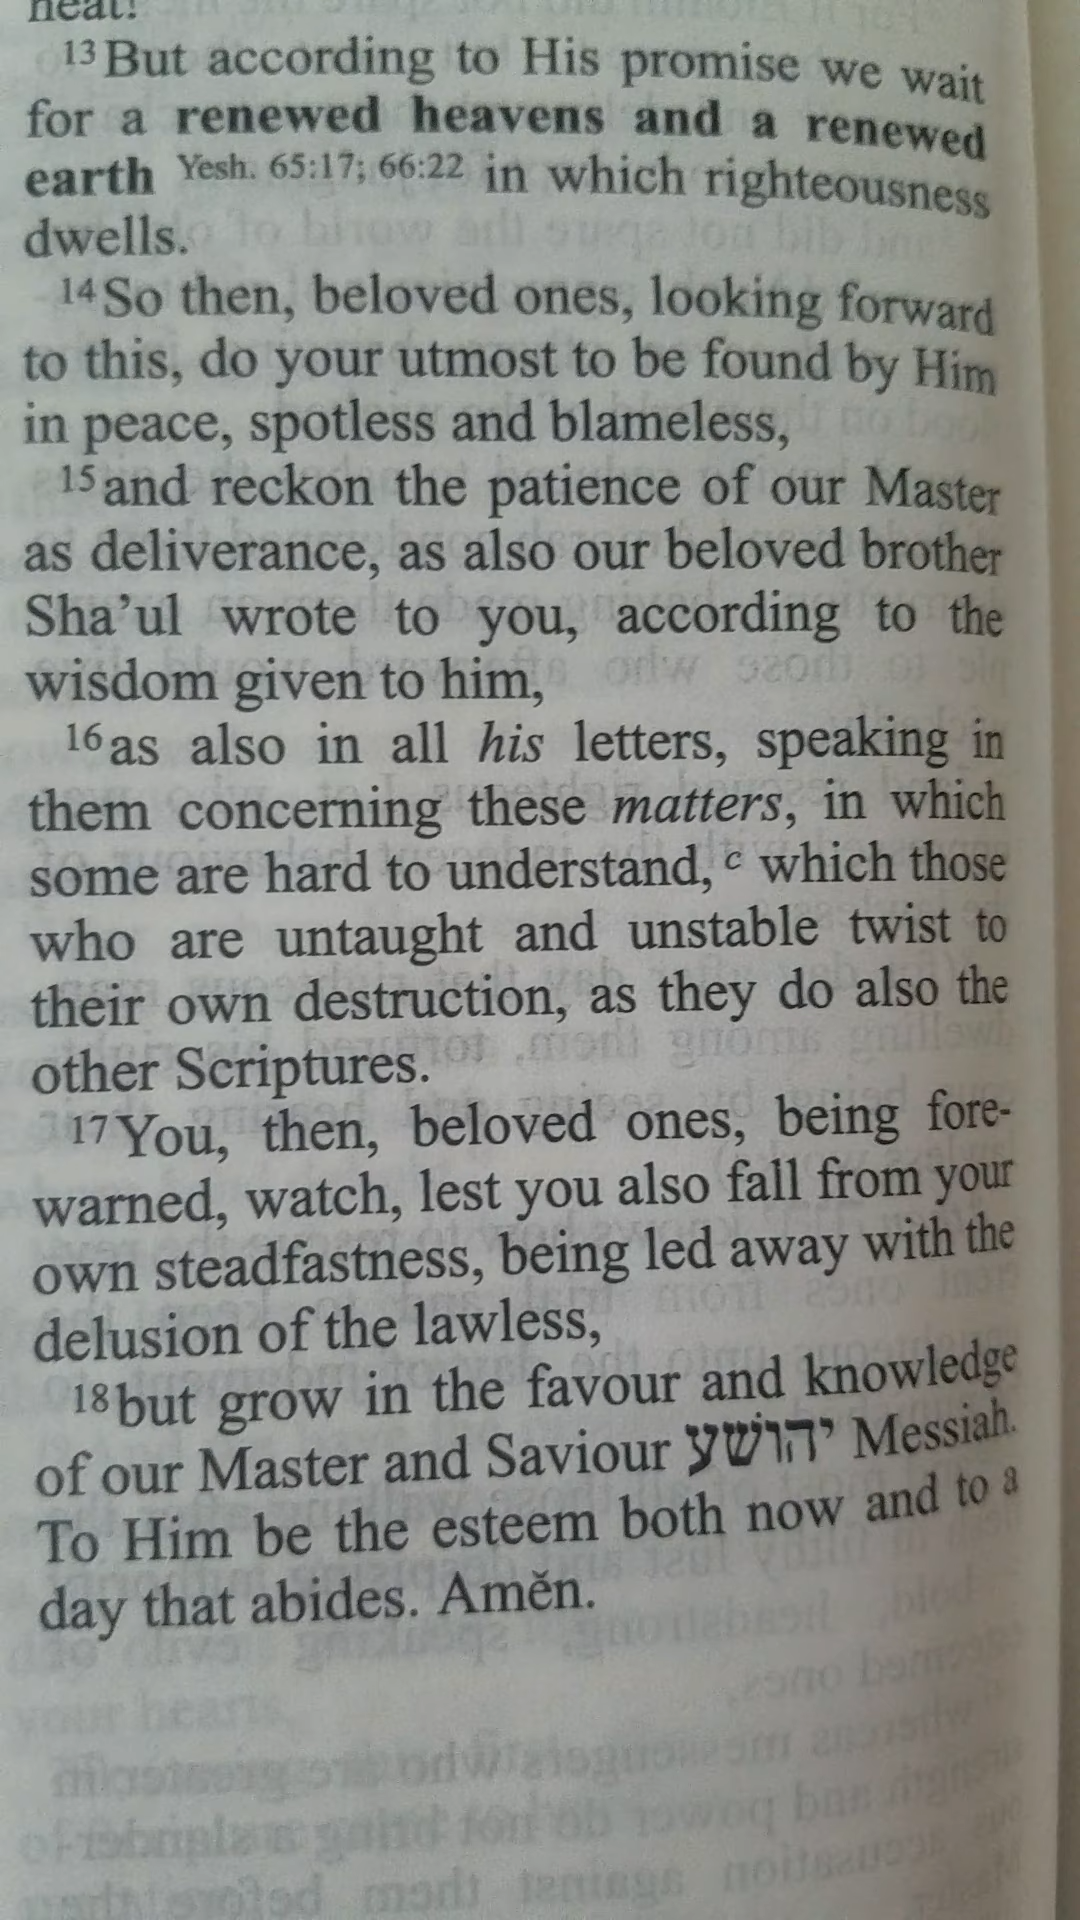 heat!
13 But according to His promise we wait
for a renewed heavens and a renewed
earth Yesh. 65:17; 66:22 in which righteousness
dwells.
14 So then, beloved ones, looking forward
to this, do your utmost to be found by Him
in peace, spotless and blameless,
15 and reckon the patience of our Master
as deliverance, as also our beloved brother
Sha’ul wrote to you, according to the
wisdom given to him,
16 as also in all his letters, speaking in
them concerning these matters, in which
some are hard to understand, c which those
who are untaught and unstable twist to
their own destruction, as they do also the
other Scriptures.
17 You, then, beloved ones, being fore-
warned, watch, lest you also fall from your
own steadfastness, being led away with the
delusion of the lawless,
18 but grow in the favour and knowledge
of our Master and Saviour יהושׁע Messiah.
To Him be the esteem both now and to a
day that abides. Amĕn.